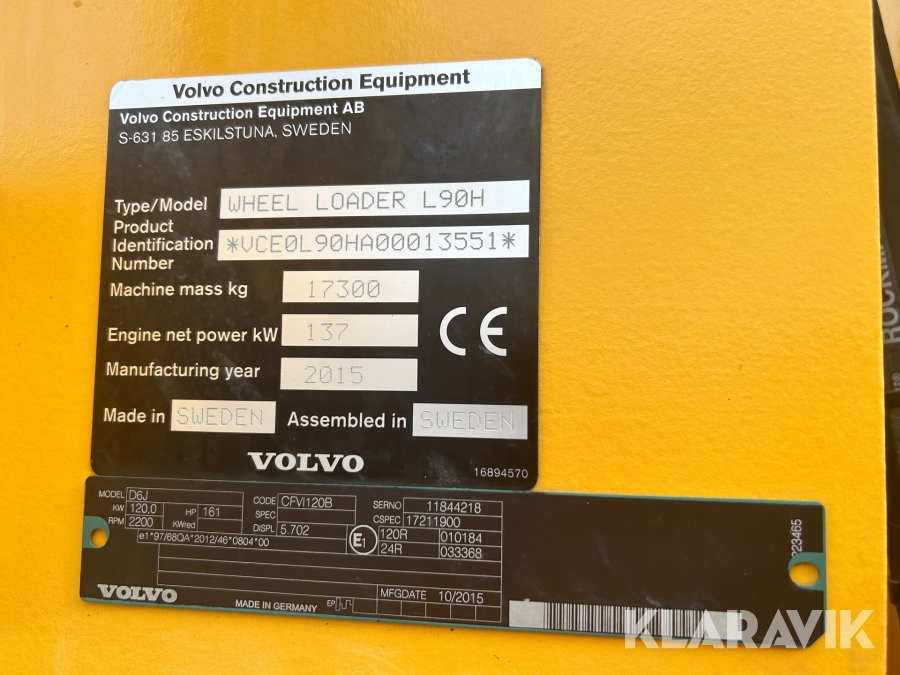 Volvo Construction Equipment
Volvo Construction Equipment AB
S-631 85 ESKILSTUNA, SWEDEN
Type/Model WHEEL LOADER L90H
Product
Identification *VCE0L90HA00013551*
Number
Machine mass kg 17300
Engine net power kW 137
Manufacturing year 2015
CE
Made in SWEDEN Assembled in SWEDEN
VOLVO
16894570
MODEL D6J CODE CFVI120B SERNO 11844218
KW 120,0 HP 161 SPEC CSPEC 17211900
RPM 2200 KWred DISPL 5.702 E1 120R 010184
e1*97/68QA*2012/46*0804*00 24R 033368
VOLVO MFGDATE 10/2015
MADE IN GERMANY EP
223465
KLARAVIK